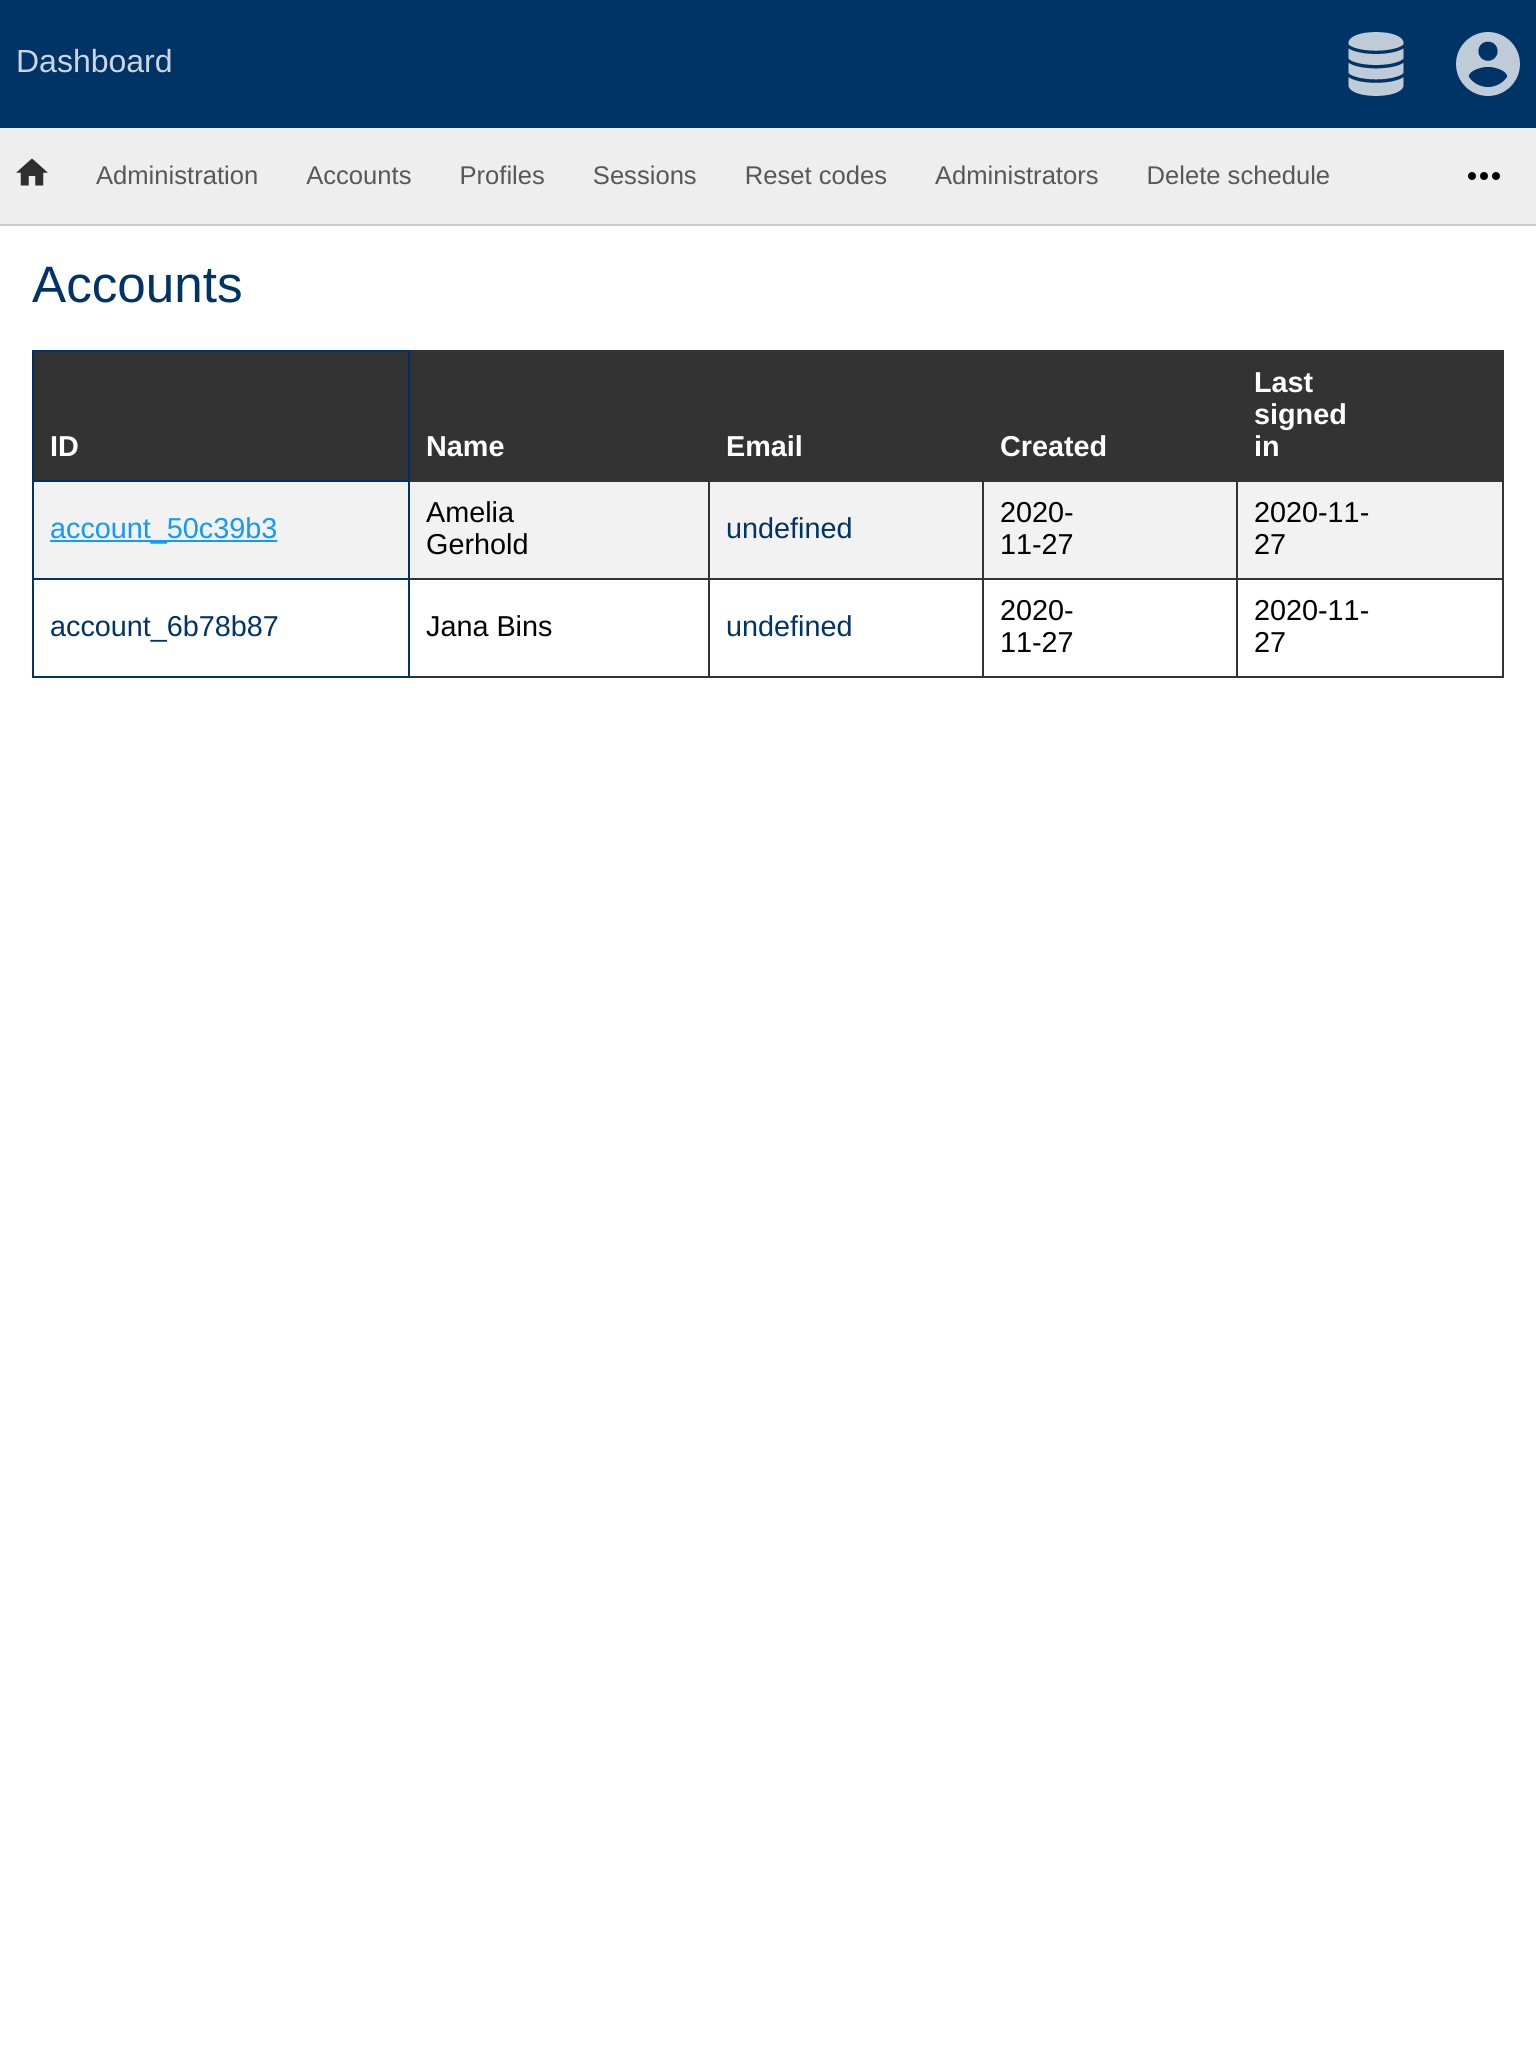 Dashboard
Administration Accounts Profiles Sessions Reset codes Administrators Delete schedule
Accounts
ID Name Email Created Last signed in
account_50c39b3 Amelia Gerhold undefined 2020-11-27 2020-11-27
account_6b78b87 Jana Bins undefined 2020-11-27 2020-11-27